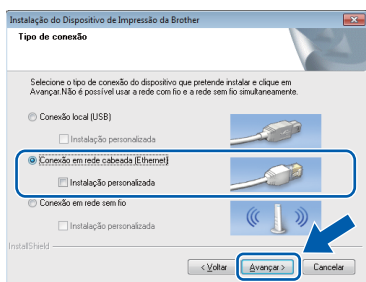 Instalação do Dispositivo de Impressão da Brother
Tipo de conexão
Selecione o tipo de conexão do dispositivo que pretende instalar e clique em
Avançar.Não é possível usar a rede com fio e a rede sem fio simultaneamente.
Conexão local (USB)
Instalação personalizada
Conexão em rede cabeada (Ethernet)
Instalação personalizada
Conexão em rede sem fio
Instalação personalizada
InstallShield
< Voltar
Avançar >
Cancelar